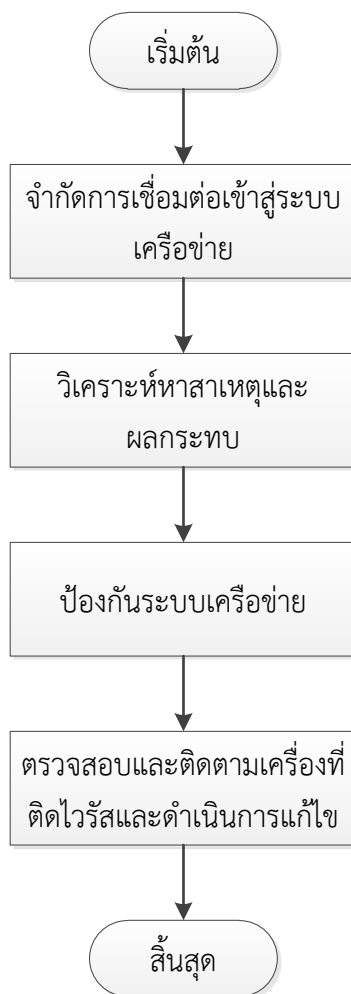 เริ่มต้น
จำกัดการเชื่อมต่อเข้าสู่ระบบ
เครือข่าย
วิเคราะห์หาสาเหตุและ
ผลกระทบ
ป้องกันระบบเครือข่าย
ตรวจสอบและติดตามเครื่องที่
ติดไวรัสและดำเนินการแก้ไข
สิ้นสุด